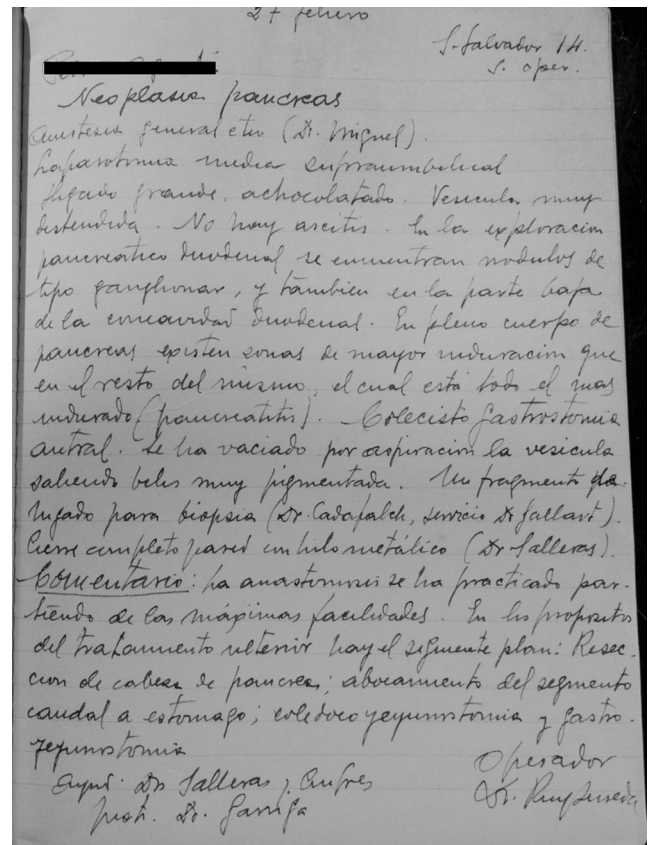 27 febrero
S. Salvador 14.
S. oper.
Neoplasia pancreas
Anestesia general eter (Dr. Miguel).
Laparotomia media supraumbilical
Higado grande, achocolatado. Vesicula muy
distendida. No hay ascitis. En la exploracion
pancreatico duodenal se encuentran nodulos de
tipo ganglionar, y tambien en la parte baja
de la concavidad duodenal. En pleno cuerpo de
pancreas existen zonas de mayor induracion que
en el resto del mismo, el cual está todo el mas
indurado (pancreatitis). Colecisto gastrostomia
antral. Se ha vaciado por aspiracion la vesicula
saliendo bilis muy pigmentada. Un fragmento
higado para biopsia (Dr. Cadafalch, servicio Dr Gallart).
Cierre completo pared con hilo metálico (Dr Salleras).
Comentario: La anastomosis se ha practicado par-
tiendo de las máximas facilidades. En los propositos
del tratamiento ulterior hay el siguiente plan: Resec-
cion de cabeza de pancreas; abocamiento del segmento
caudal a estomago; coledoco yeyunostomia y gastro-
yeyunostomia
Operador
Ayud. Drs Salleras y
Dr. Puig Sureda
Dr. Garriga